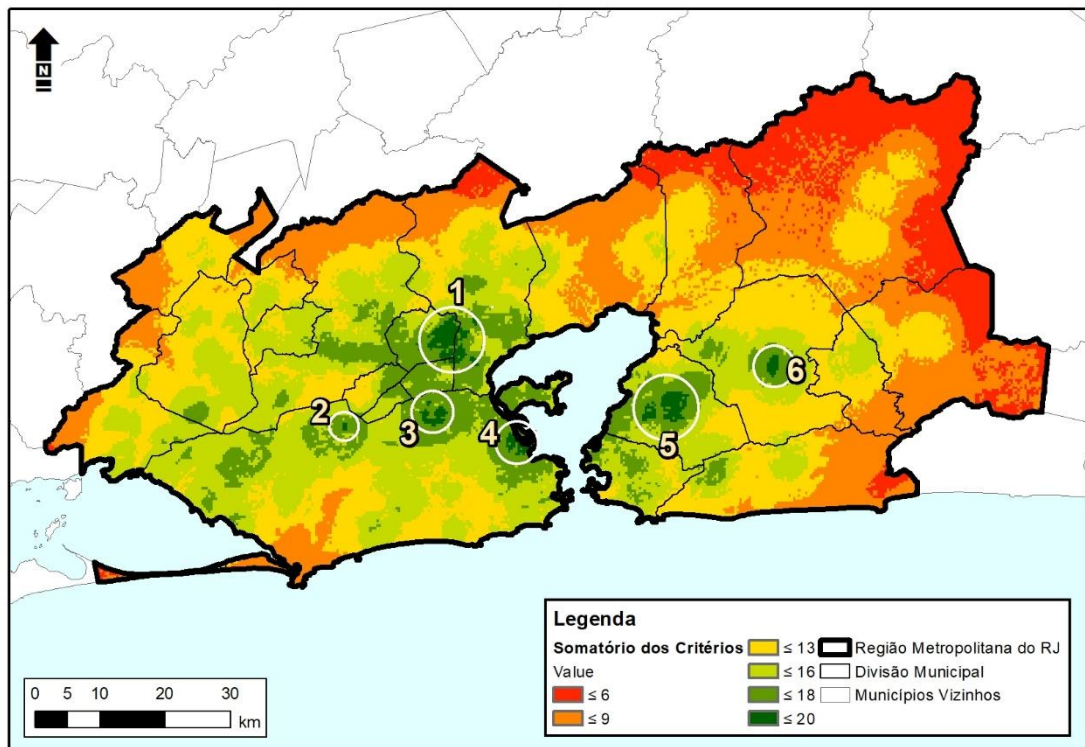 N
1
2
3
4
5
6
Legenda
Somatório dos Critérios
Value
≤ 6
≤ 9
≤ 13
≤ 16
≤ 18
≤ 20
Região Metropolitana do RJ
Divisão Municipal
Municípios Vizinhos
0 5 10 20 30
km